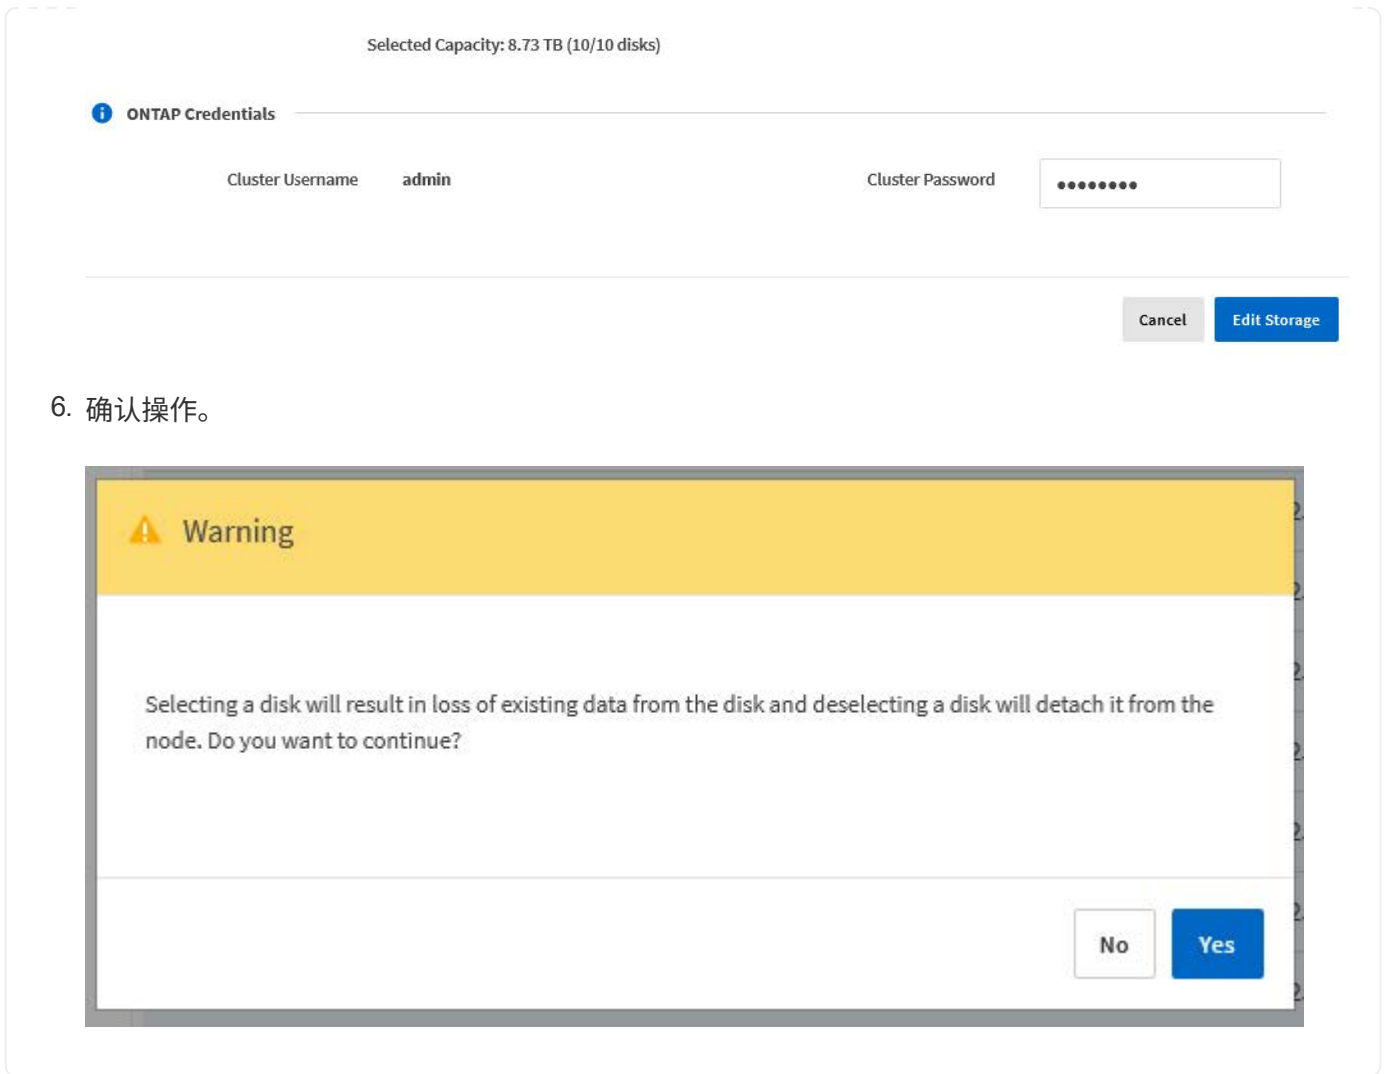 Selected Capacity: 8.73 TB (10/10 disks)
ONTAP Credentials
Cluster Username admin Cluster Password ••••••••
Cancel Edit Storage
6. 确认操作。
Warning
Selecting a disk will result in loss of existing data from the disk and deselecting a disk will detach it from the
node. Do you want to continue?
No Yes